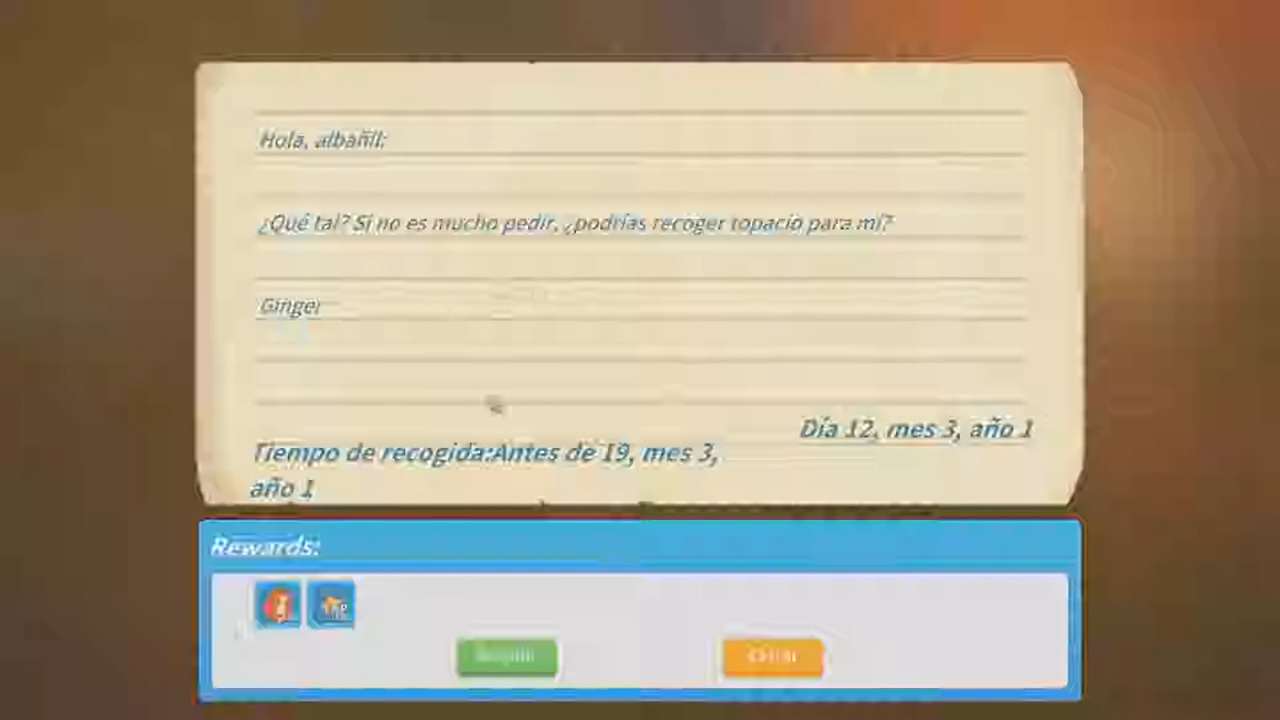 Hola, albañil:
¿Qué tal? Si no es mucho pedir, ¿podrías recoger topacio para mí?
Ginger
Día 12, mes 3, año 1
Tiempo de recogida:Antes de 19, mes 3,
año 1
Rewards: